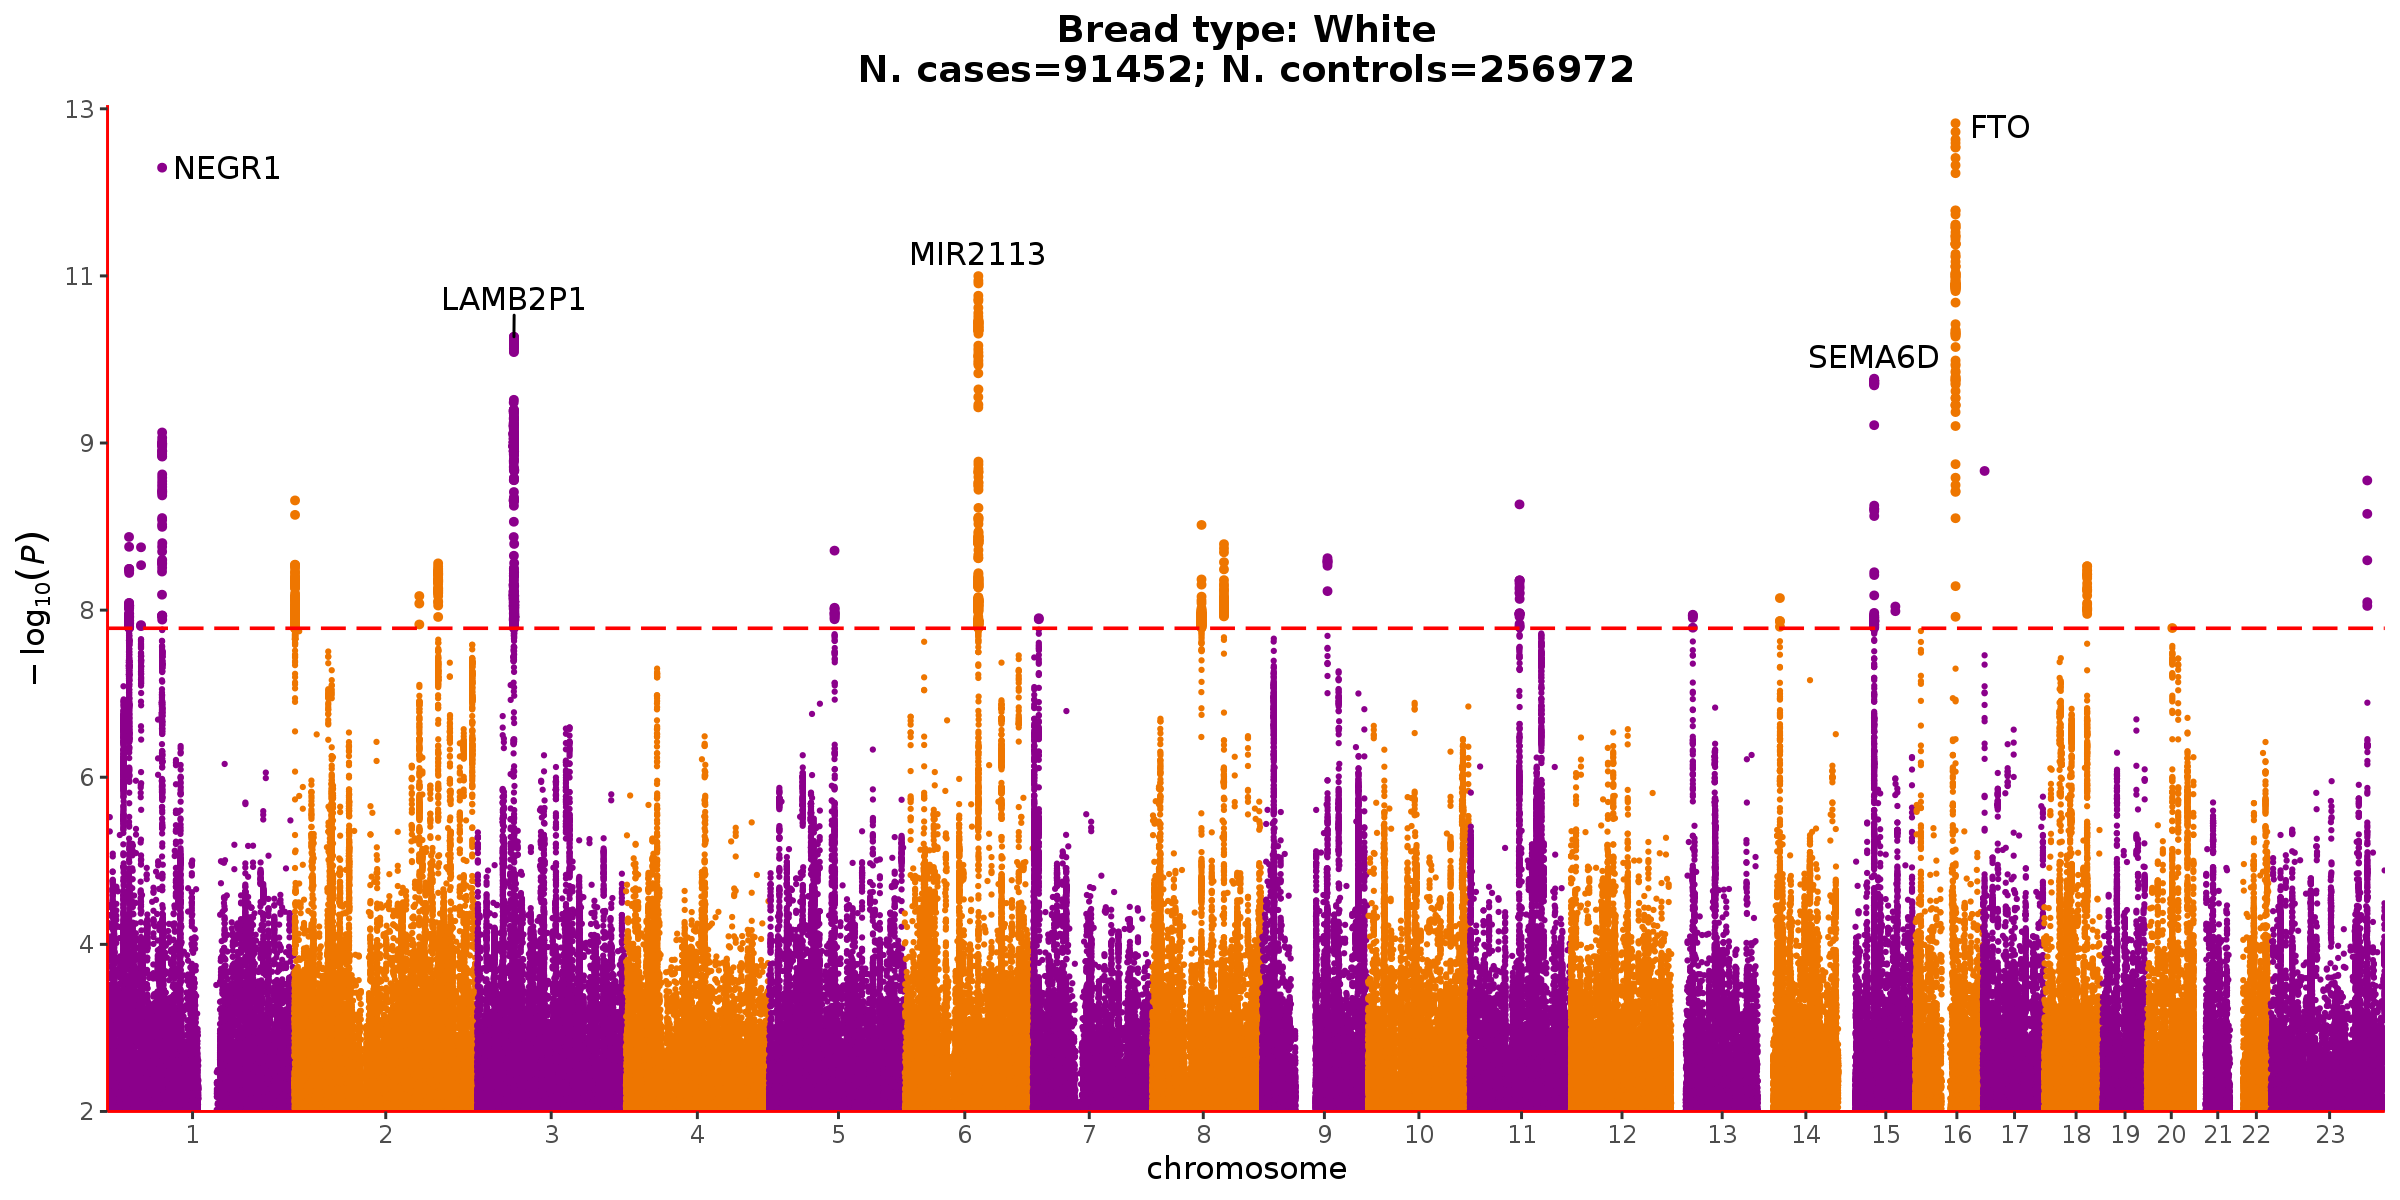 Bread type: White
N. cases=91452; N. controls=256972
13
FTO
NEGR1
11
MIR2113
LAMB2P1
SEMA6D
9
8
6
4
2
−log10(P)
1 2 3 4 5 6 7 8 9 10 11 12 13 14 15 16 17 18 19 20 21 22 23
chromosome